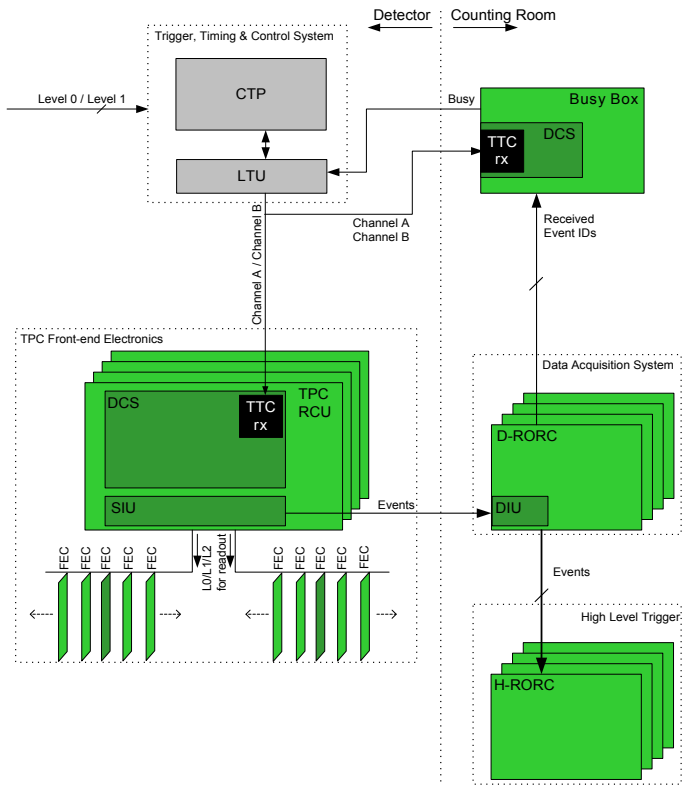 Detector
Counting Room
Trigger, Timing & Control System
CTP
Level 0 / Level 1
LTU
Busy
Busy Box
DCS
TTC
rx
Channel A
Channel B
Received
Event IDs
Channel A / Channel B
TPC Front-end Electronics
TPC
RCU
DCS
TTC
rx
SIU
Events
Data Acquisition System
D-RORC
DIU
Events
FEC
FEC
FEC
FEC
FEC
L0/L1/L2
for readout
FEC
FEC
FEC
FEC
FEC
High Level Trigger
H-RORC